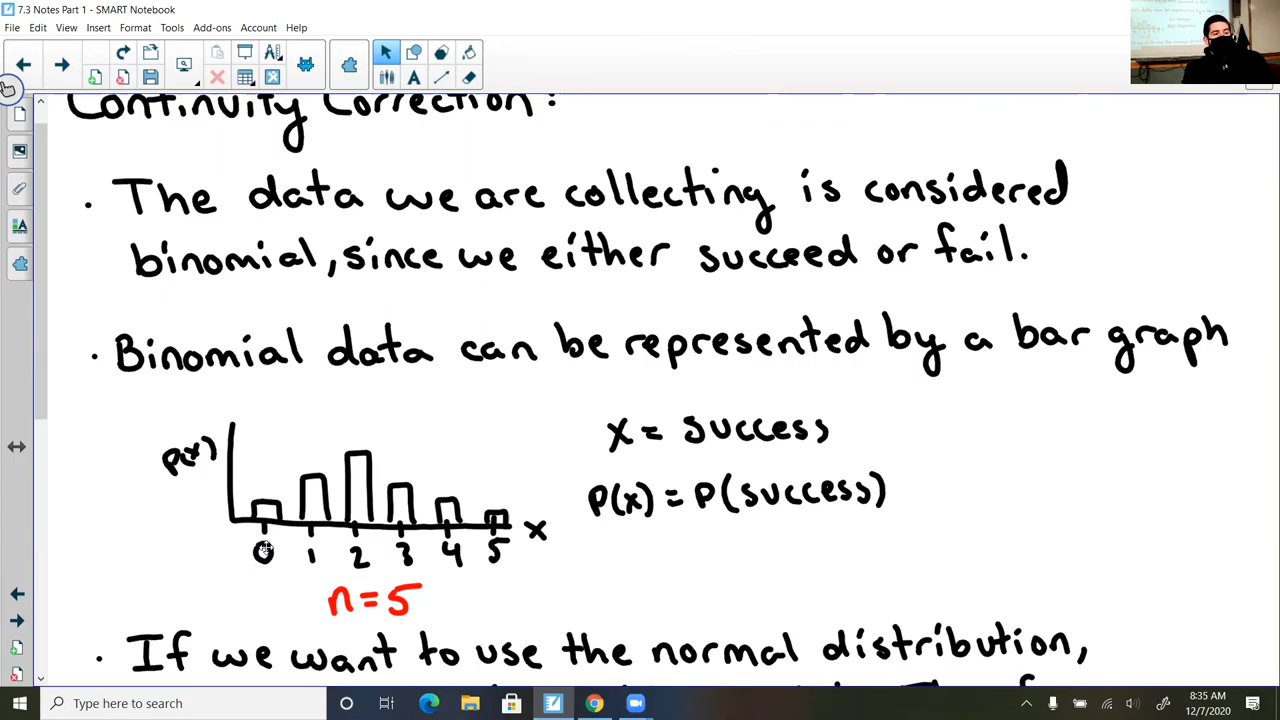 7.3 Notes Part 1 - SMART Notebook
File Edit View Insert Format Tools Add-ons Account Help
Continuity Correction:
· The data we are collecting is considered
binomial, since we either succeed or fail.
· Binomial data can be represented by a bar graph
p(x)
x = success
P(x) = P(success)
x
0 1 2 3 4 5
n = 5
· If we want to use the normal distribution,
Type here to search
8:35 AM
12/7/2020